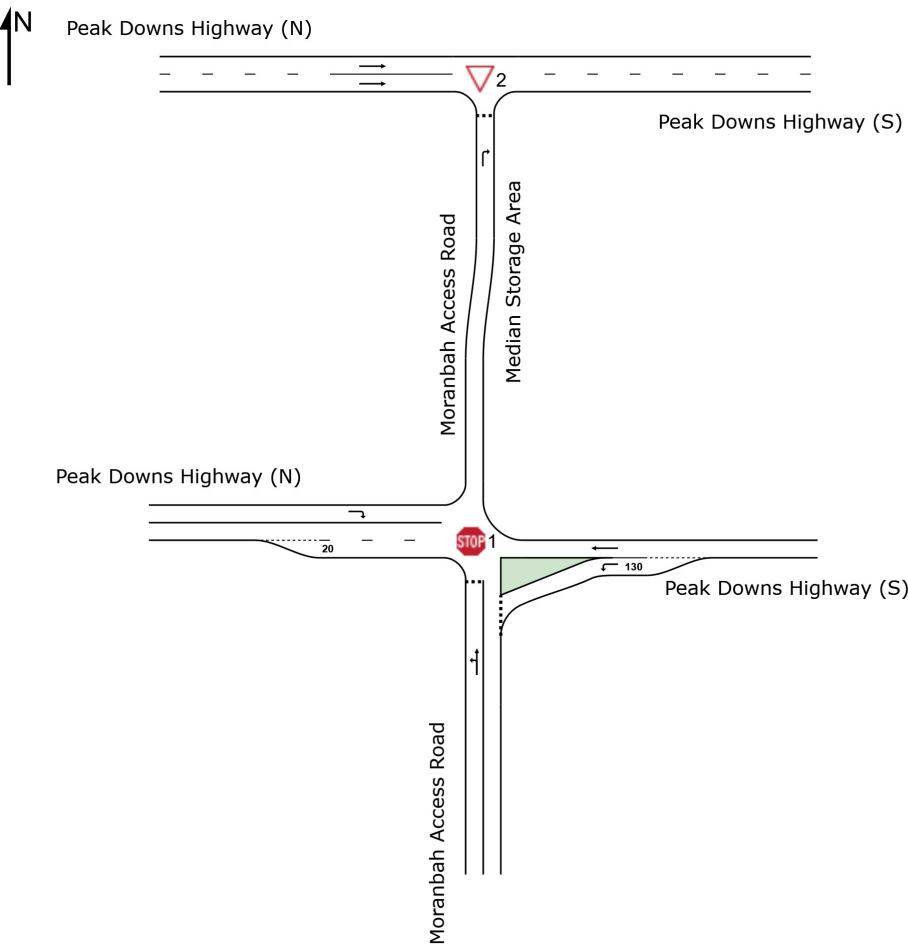 N
Peak Downs Highway (N)
2
Peak Downs Highway (S)
Moranbah Access Road
Median Storage Area
Peak Downs Highway (N)
STOP
1
20
130
Peak Downs Highway (S)
Moranbah Access Road